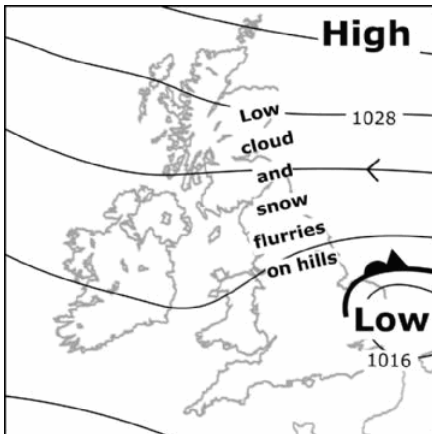 High
Low
1028
cloud
and
snow
flurries
on hills
Low
1016